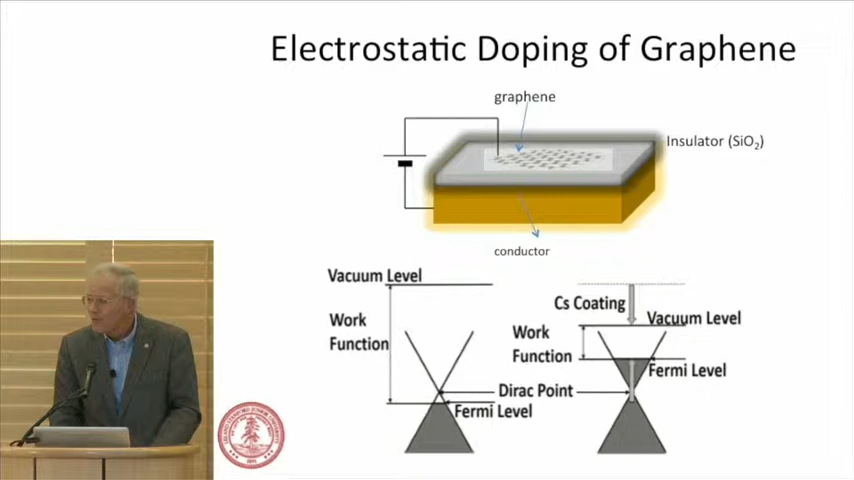 Electrostatic Doping of Graphene
graphene
Insulator (SiO₂)
conductor
Vacuum Level
Work
Function
Fermi Level
Dirac Point
Cs Coating
Vacuum Level
Work
Function
Fermi Level